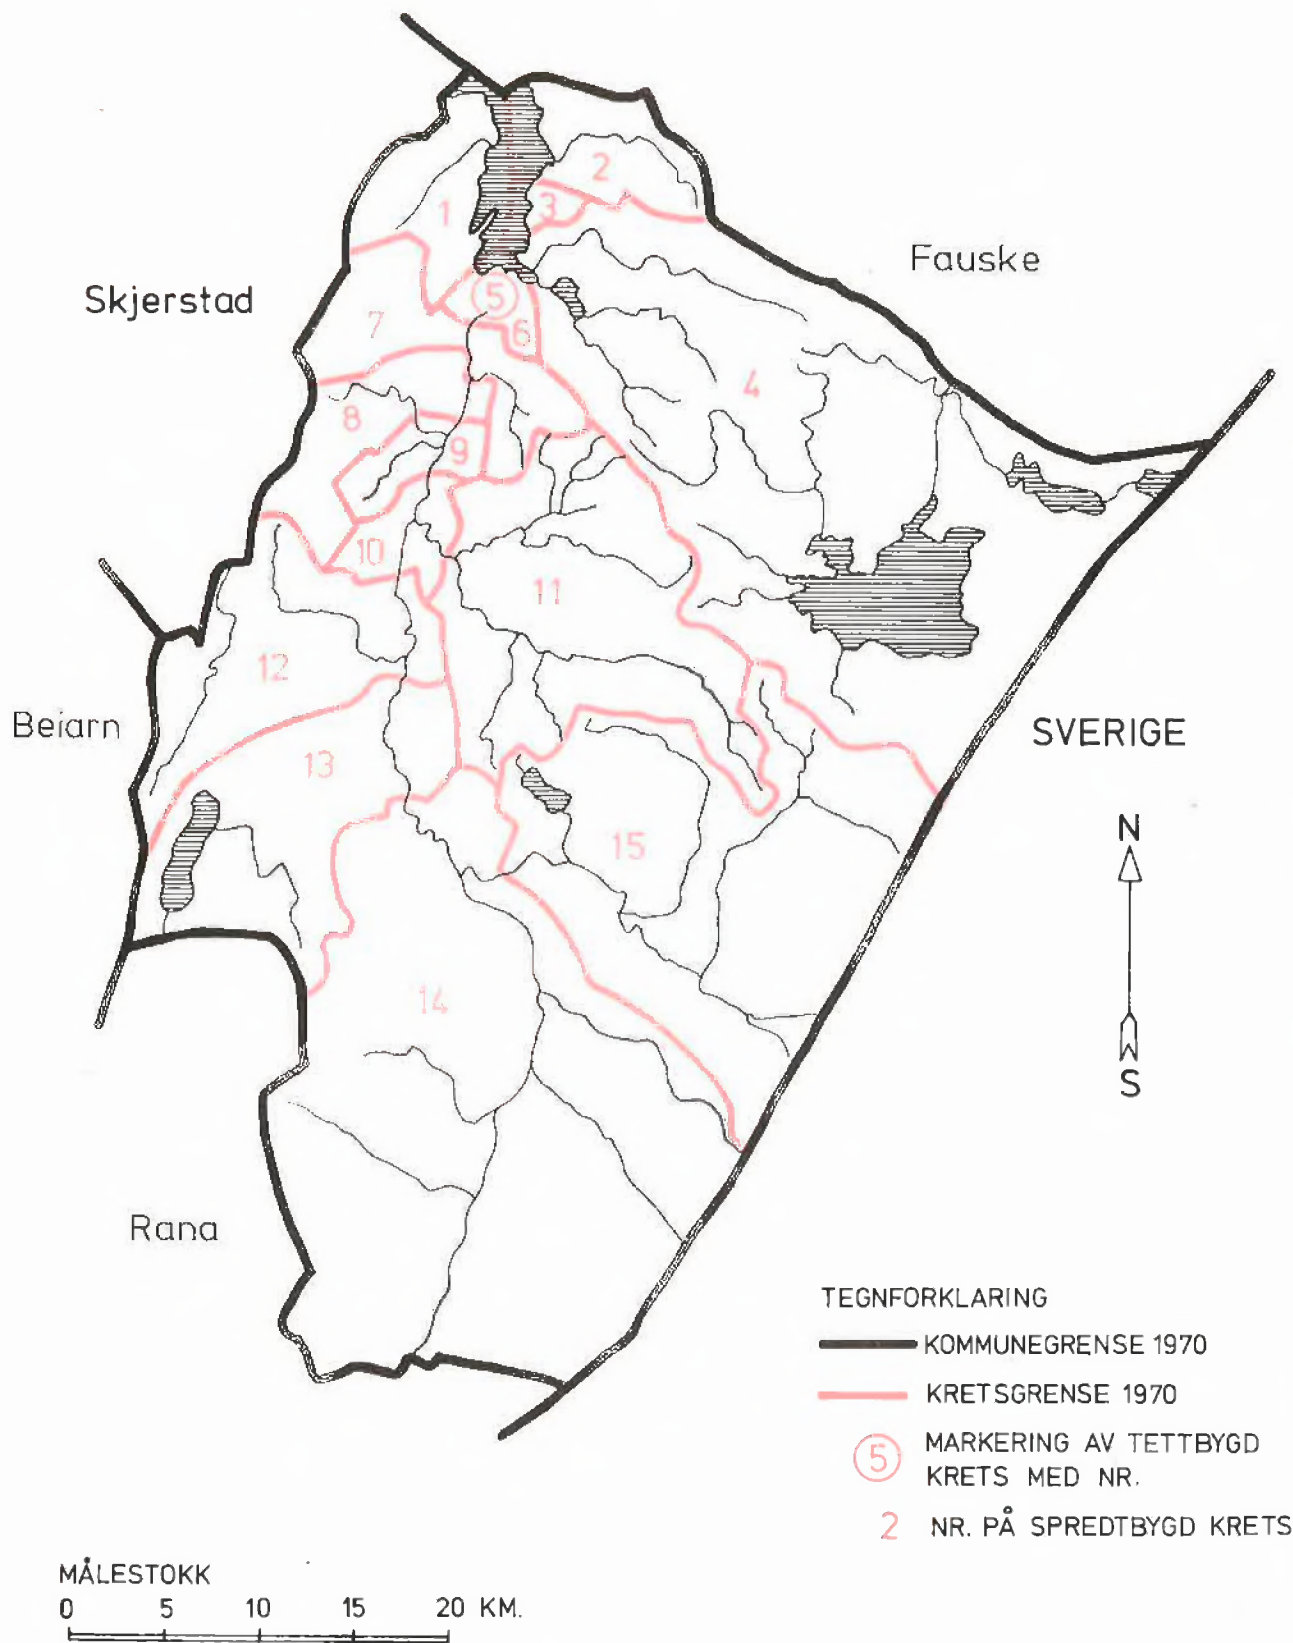 2
3
1
Fauske
Skjerstad
5
7
6
4
8
9
10
11
12
Beiarn
SVERIGE
13
15
N
14
S
Rana
TEGNFORKLARING
KOMMUNEGRENSE 1970
KRETSGRENSE 1970
5 MARKERING AV TETTBYGD
KRETS MED NR.
2 NR. PÅ SPREDTBYGD KRETS
MÅLESTOKK
0 5 10 15 20 KM.